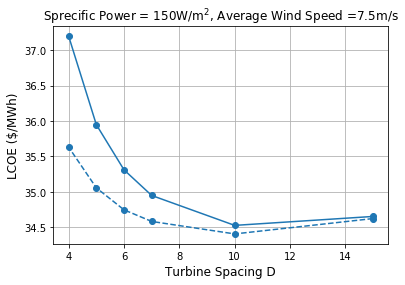 Sprecific Power = 150W/m², Average Wind Speed =7.5m/s
LCOE ($/MWh)
37.0
36.5
36.0
35.5
35.0
34.5
4 6 8 10 12 14
Turbine Spacing D